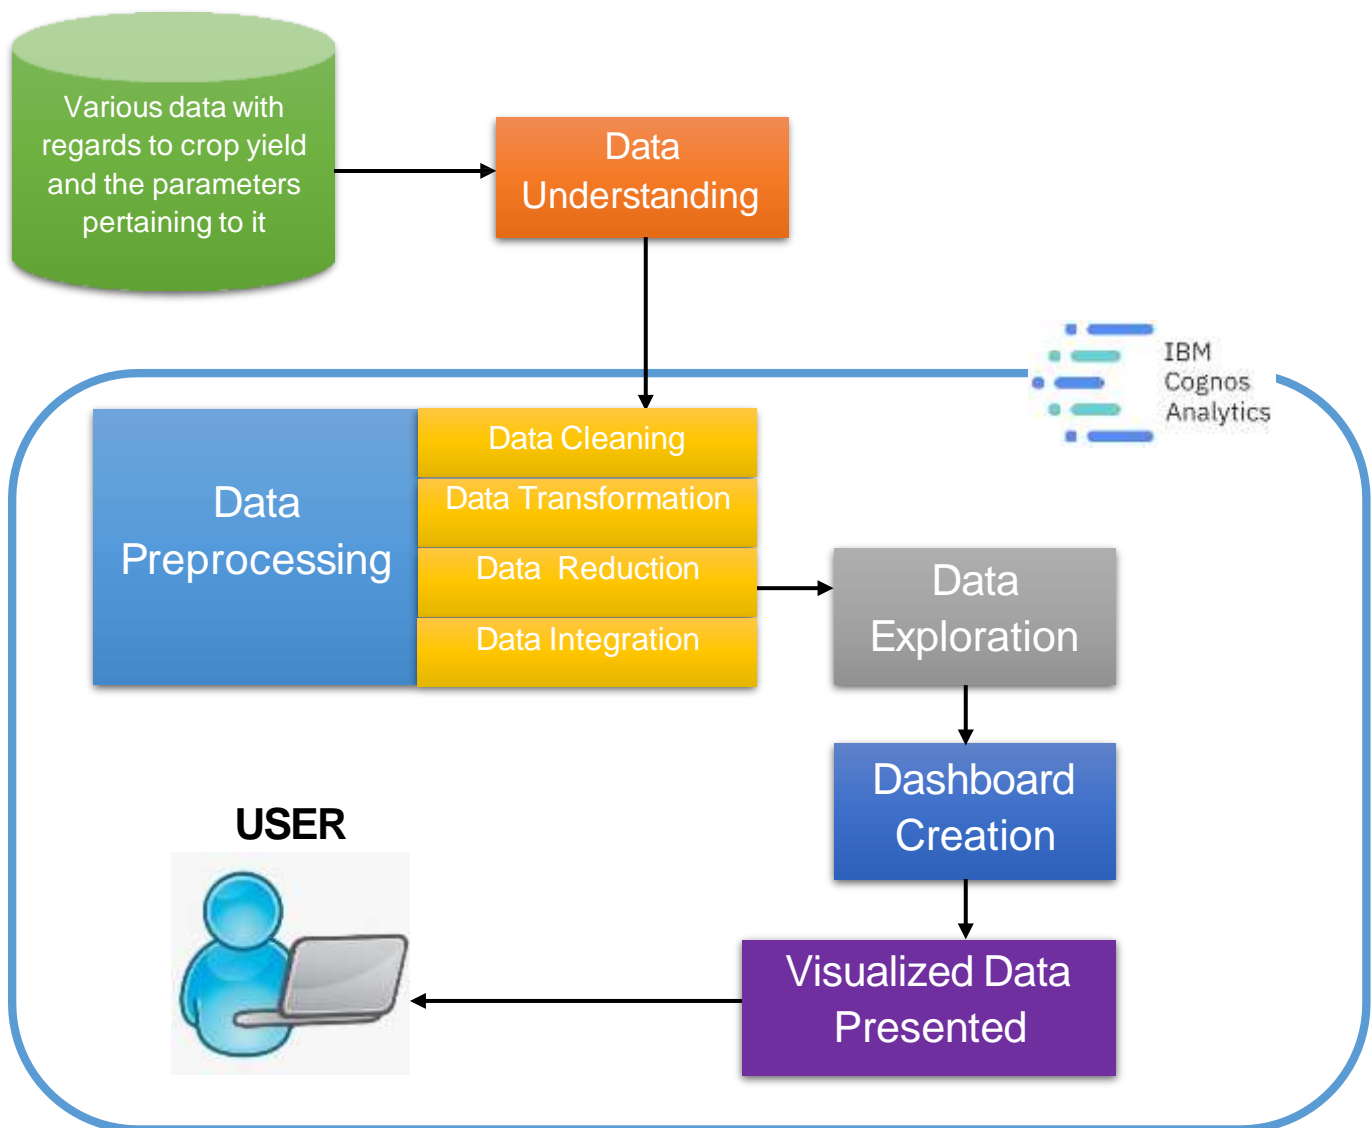 Various data with
regards to crop yield
and the parameters
pertaining to it
Data
Understanding
IBM
Cognos
Analytics
Data
Preprocessing
Data Cleaning
Data Transformation
Data Reduction
Data Integration
Data
Exploration
Dashboard
Creation
USER
Visualized Data
Presented